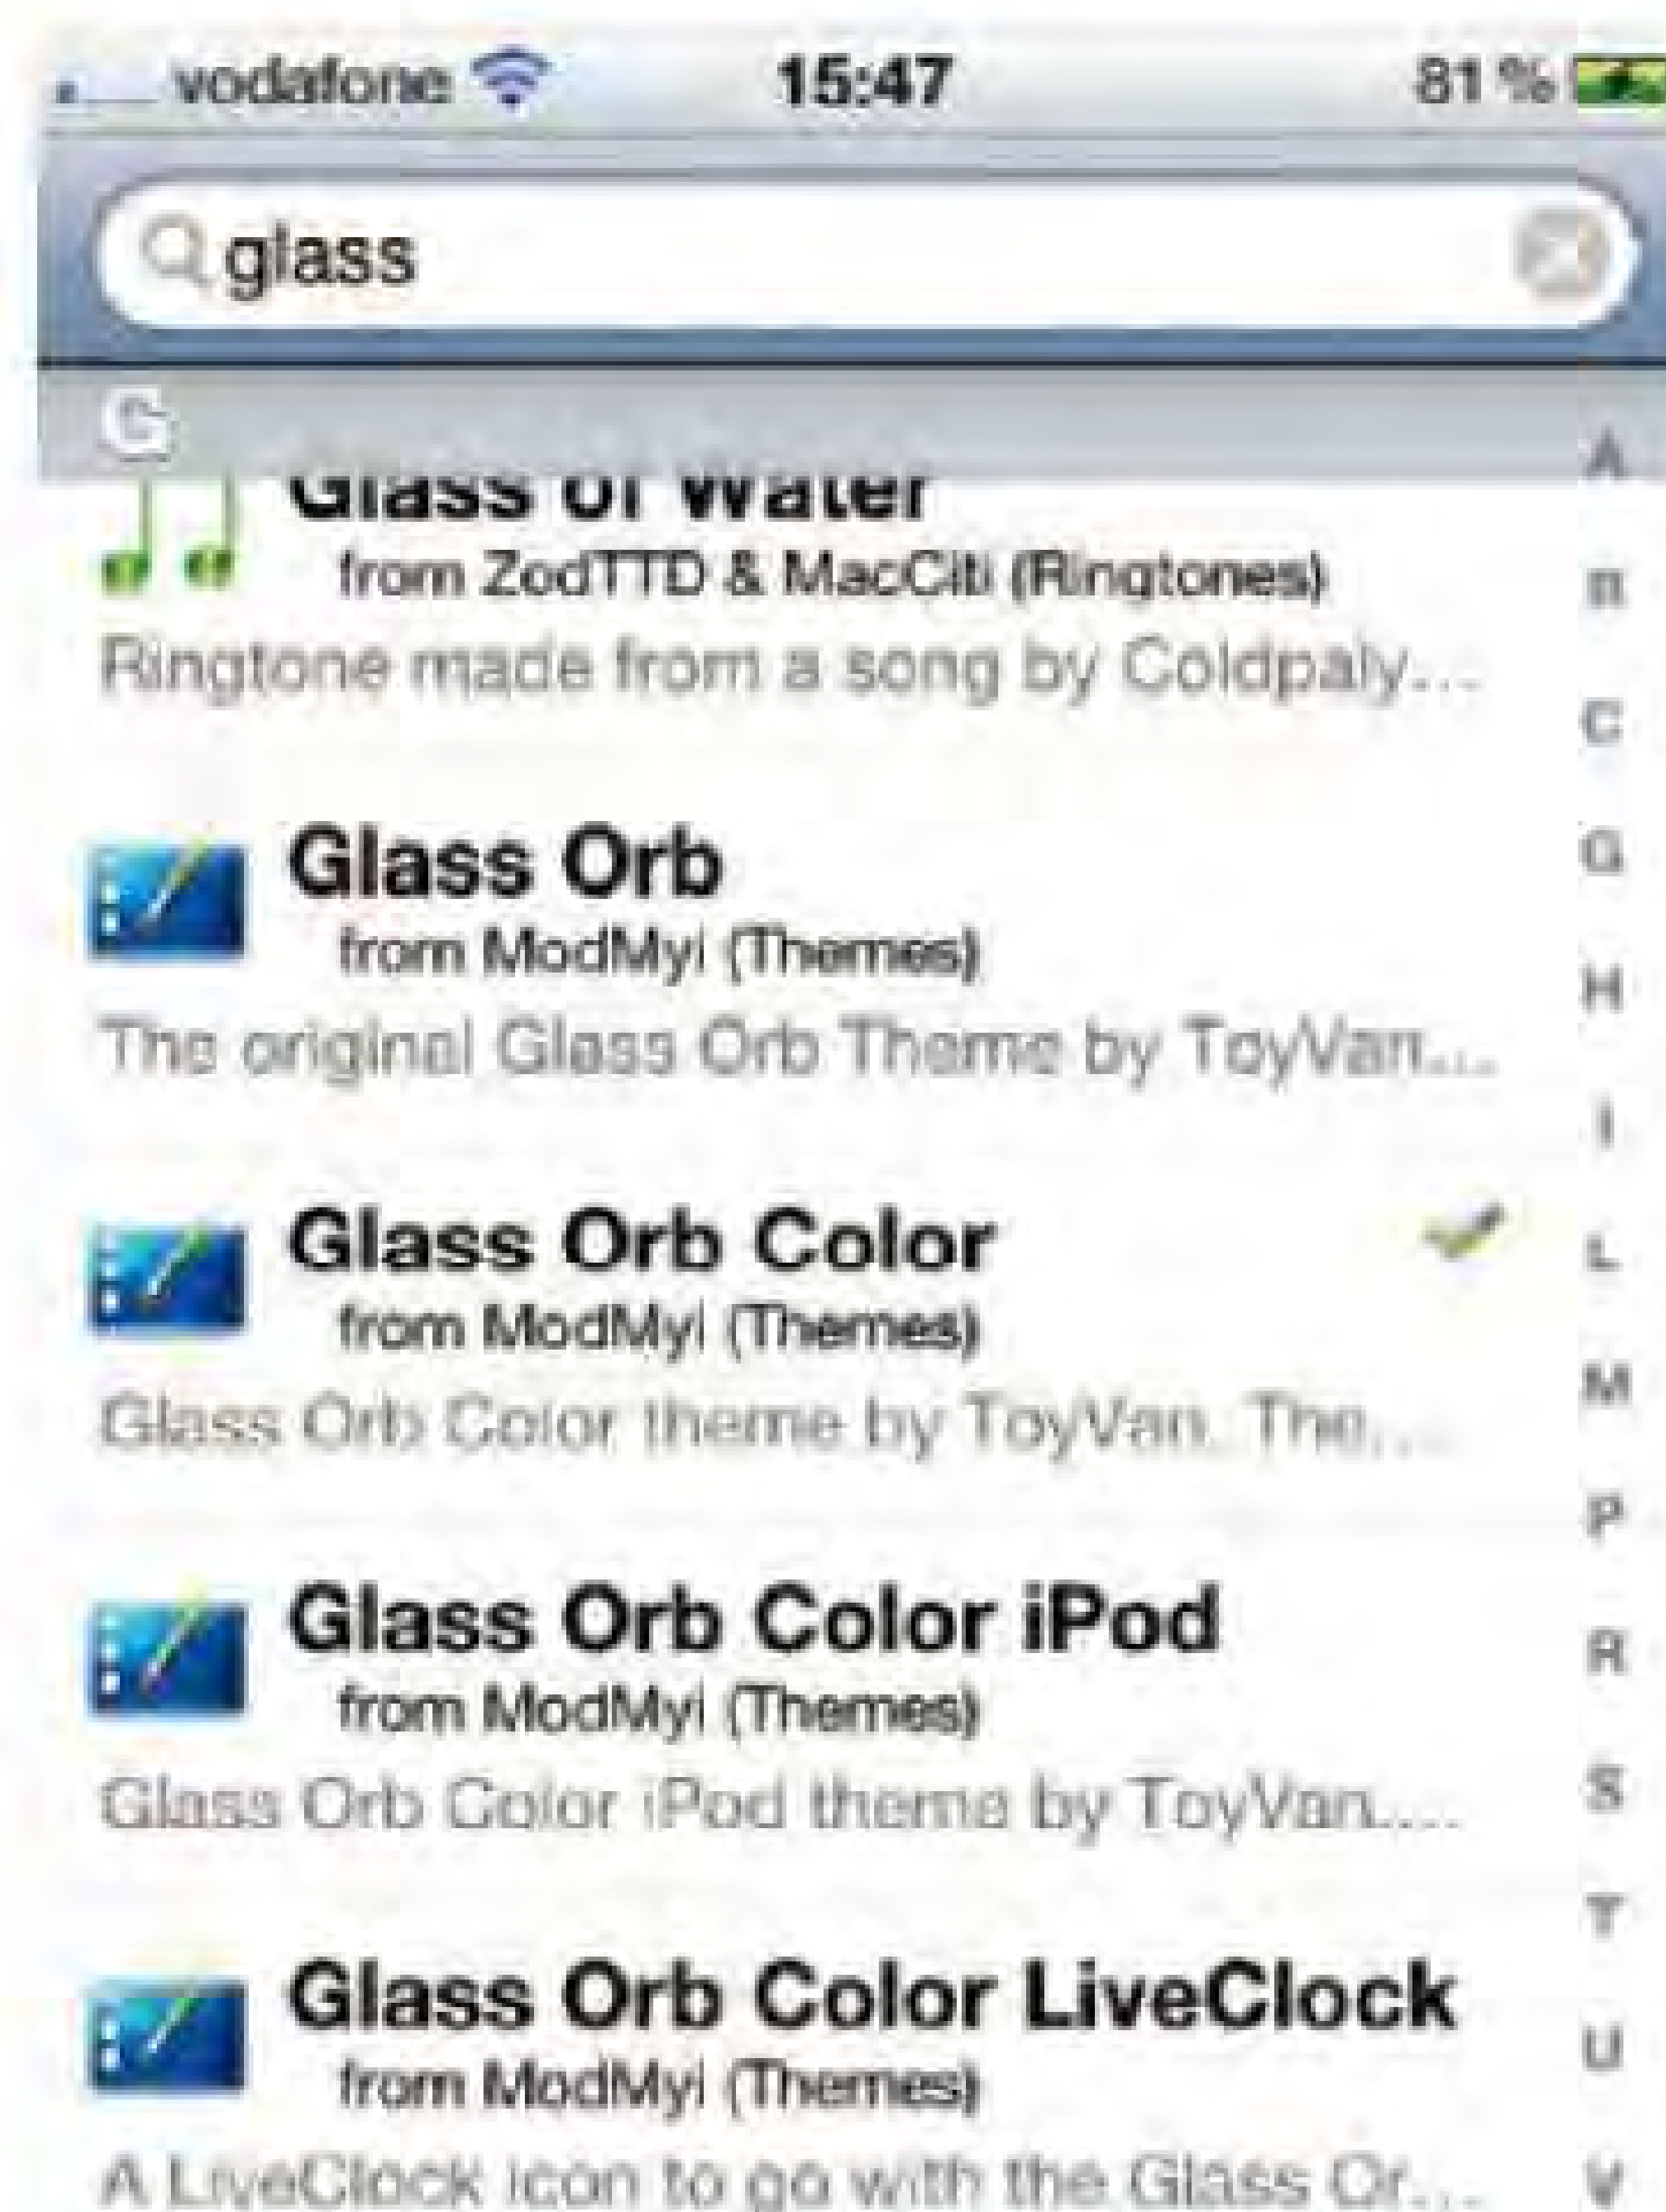 vodafone 15:47 81 %
glass
G
Glass of Water
from ZodTTD & MacCiti (Ringtones)
Ringtone made from a song by Coldpaly...
Glass Orb
from ModMyi (Themes)
The original Glass Orb Theme by ToyVan...
Glass Orb Color
from ModMyi (Themes)
Glass Orb Color theme by ToyVan. The...
Glass Orb Color iPod
from ModMyi (Themes)
Glass Orb Color iPod theme by ToyVan....
Glass Orb Color LiveClock
from ModMyi (Themes)
A LiveClock icon to go with the Glass Or...
A
B
C
G
H
I
L
M
P
R
S
T
U
V